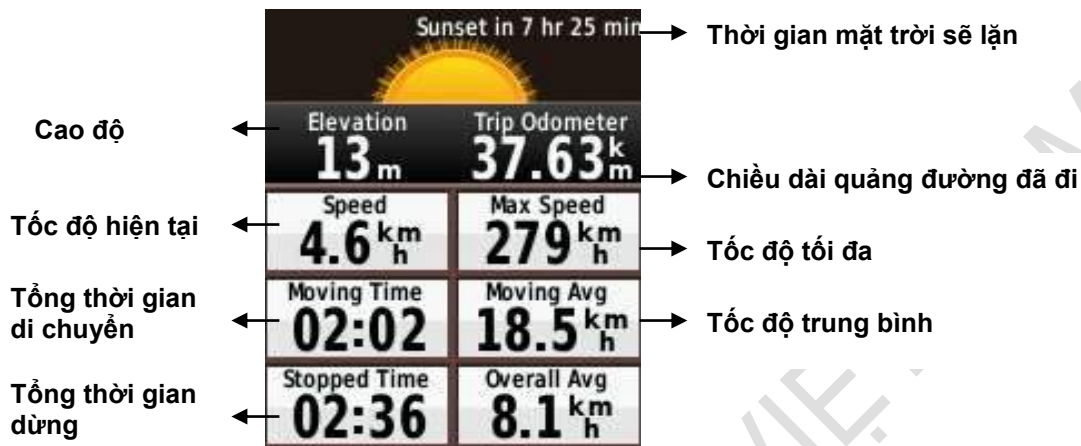 Sunset in 7 hr 25 min
Thời gian mặt trời sẽ lặn
Cao độ
Elevation
13 m
Trip Odometer
37.63 km
Chiều dài quảng đường đã đi
Tốc độ hiện tại
Speed
4.6 km h
Max Speed
279 km h
Tốc độ tối đa
Tổng thời gian
di chuyển
Moving Time
02:02
Moving Avg
18.5 km h
Tốc độ trung bình
Tổng thời gian
dừng
Stopped Time
02:36
Overall Avg
8.1 km h